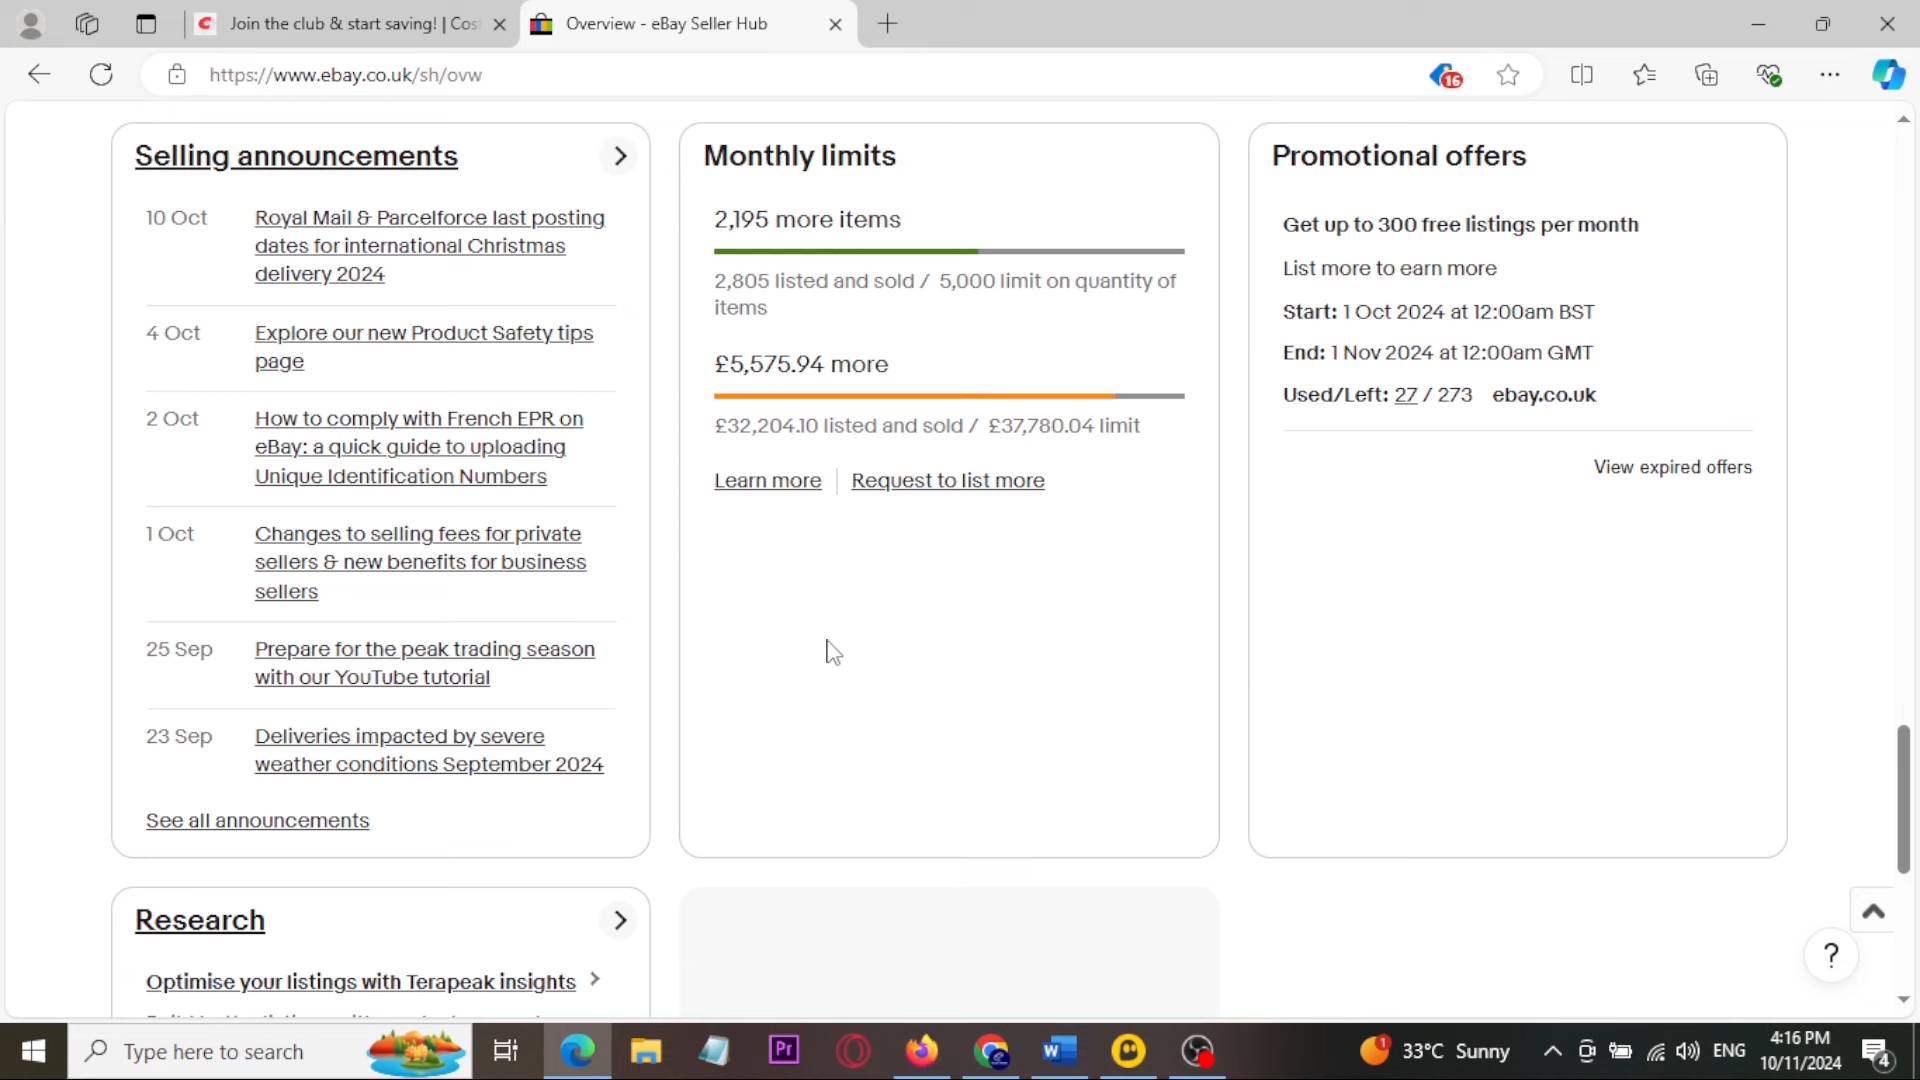 Join the club & start saving! | Cos
Overview - eBay Seller Hub
https://www.ebay.co.uk/sh/ovw
16
Selling announcements
10 Oct
Royal Mail & Parcelforce last posting
dates for international Christmas
delivery 2024
4 Oct
Explore our new Product Safety tips
page
2 Oct
How to comply with French EPR on
eBay: a quick guide to uploading
Unique Identification Numbers
1 Oct
Changes to selling fees for private
sellers & new benefits for business
sellers
25 Sep
Prepare for the peak trading season
with our YouTube tutorial
23 Sep
Deliveries impacted by severe
weather conditions September 2024
See all announcements
Monthly limits
2,195 more items
2,805 listed and sold / 5,000 limit on quantity of
items
£5,575.94 more
£32,204.10 listed and sold / £37,780.04 limit
Learn more
Request to list more
Promotional offers
Get up to 300 free listings per month
List more to earn more
Start: 1 Oct 2024 at 12:00am BST
End: 1 Nov 2024 at 12:00am GMT
Used/Left: 27 / 273 ebay.co.uk
View expired offers
Research
Optimise your listings with Terapeak insights
?
Type here to search
Pr
W
1
33°C Sunny
ENG
4:16 PM
10/11/2024
4